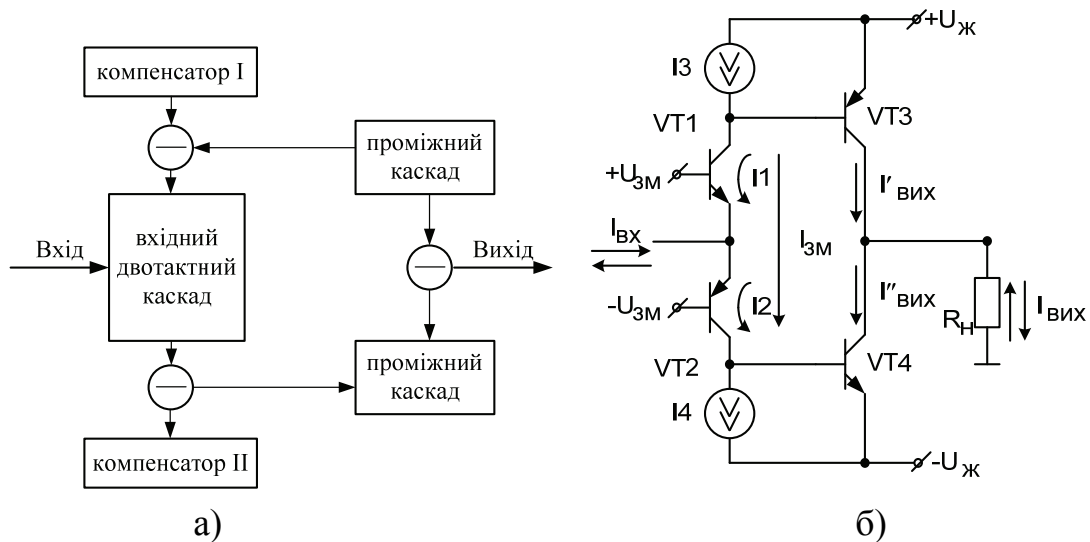 компенсатор I
проміжний
каскад
Вхід
вхідний
двотактний
каскад
Вихід
проміжний
каскад
компенсатор II
а)
+Uж
I3
VT1
VT3
+Uзм
I1
I′вих
Iвх
Iзм
-Uзм
I2
I″вих
Rн
Iвих
VT2
VT4
I4
-Uж
б)